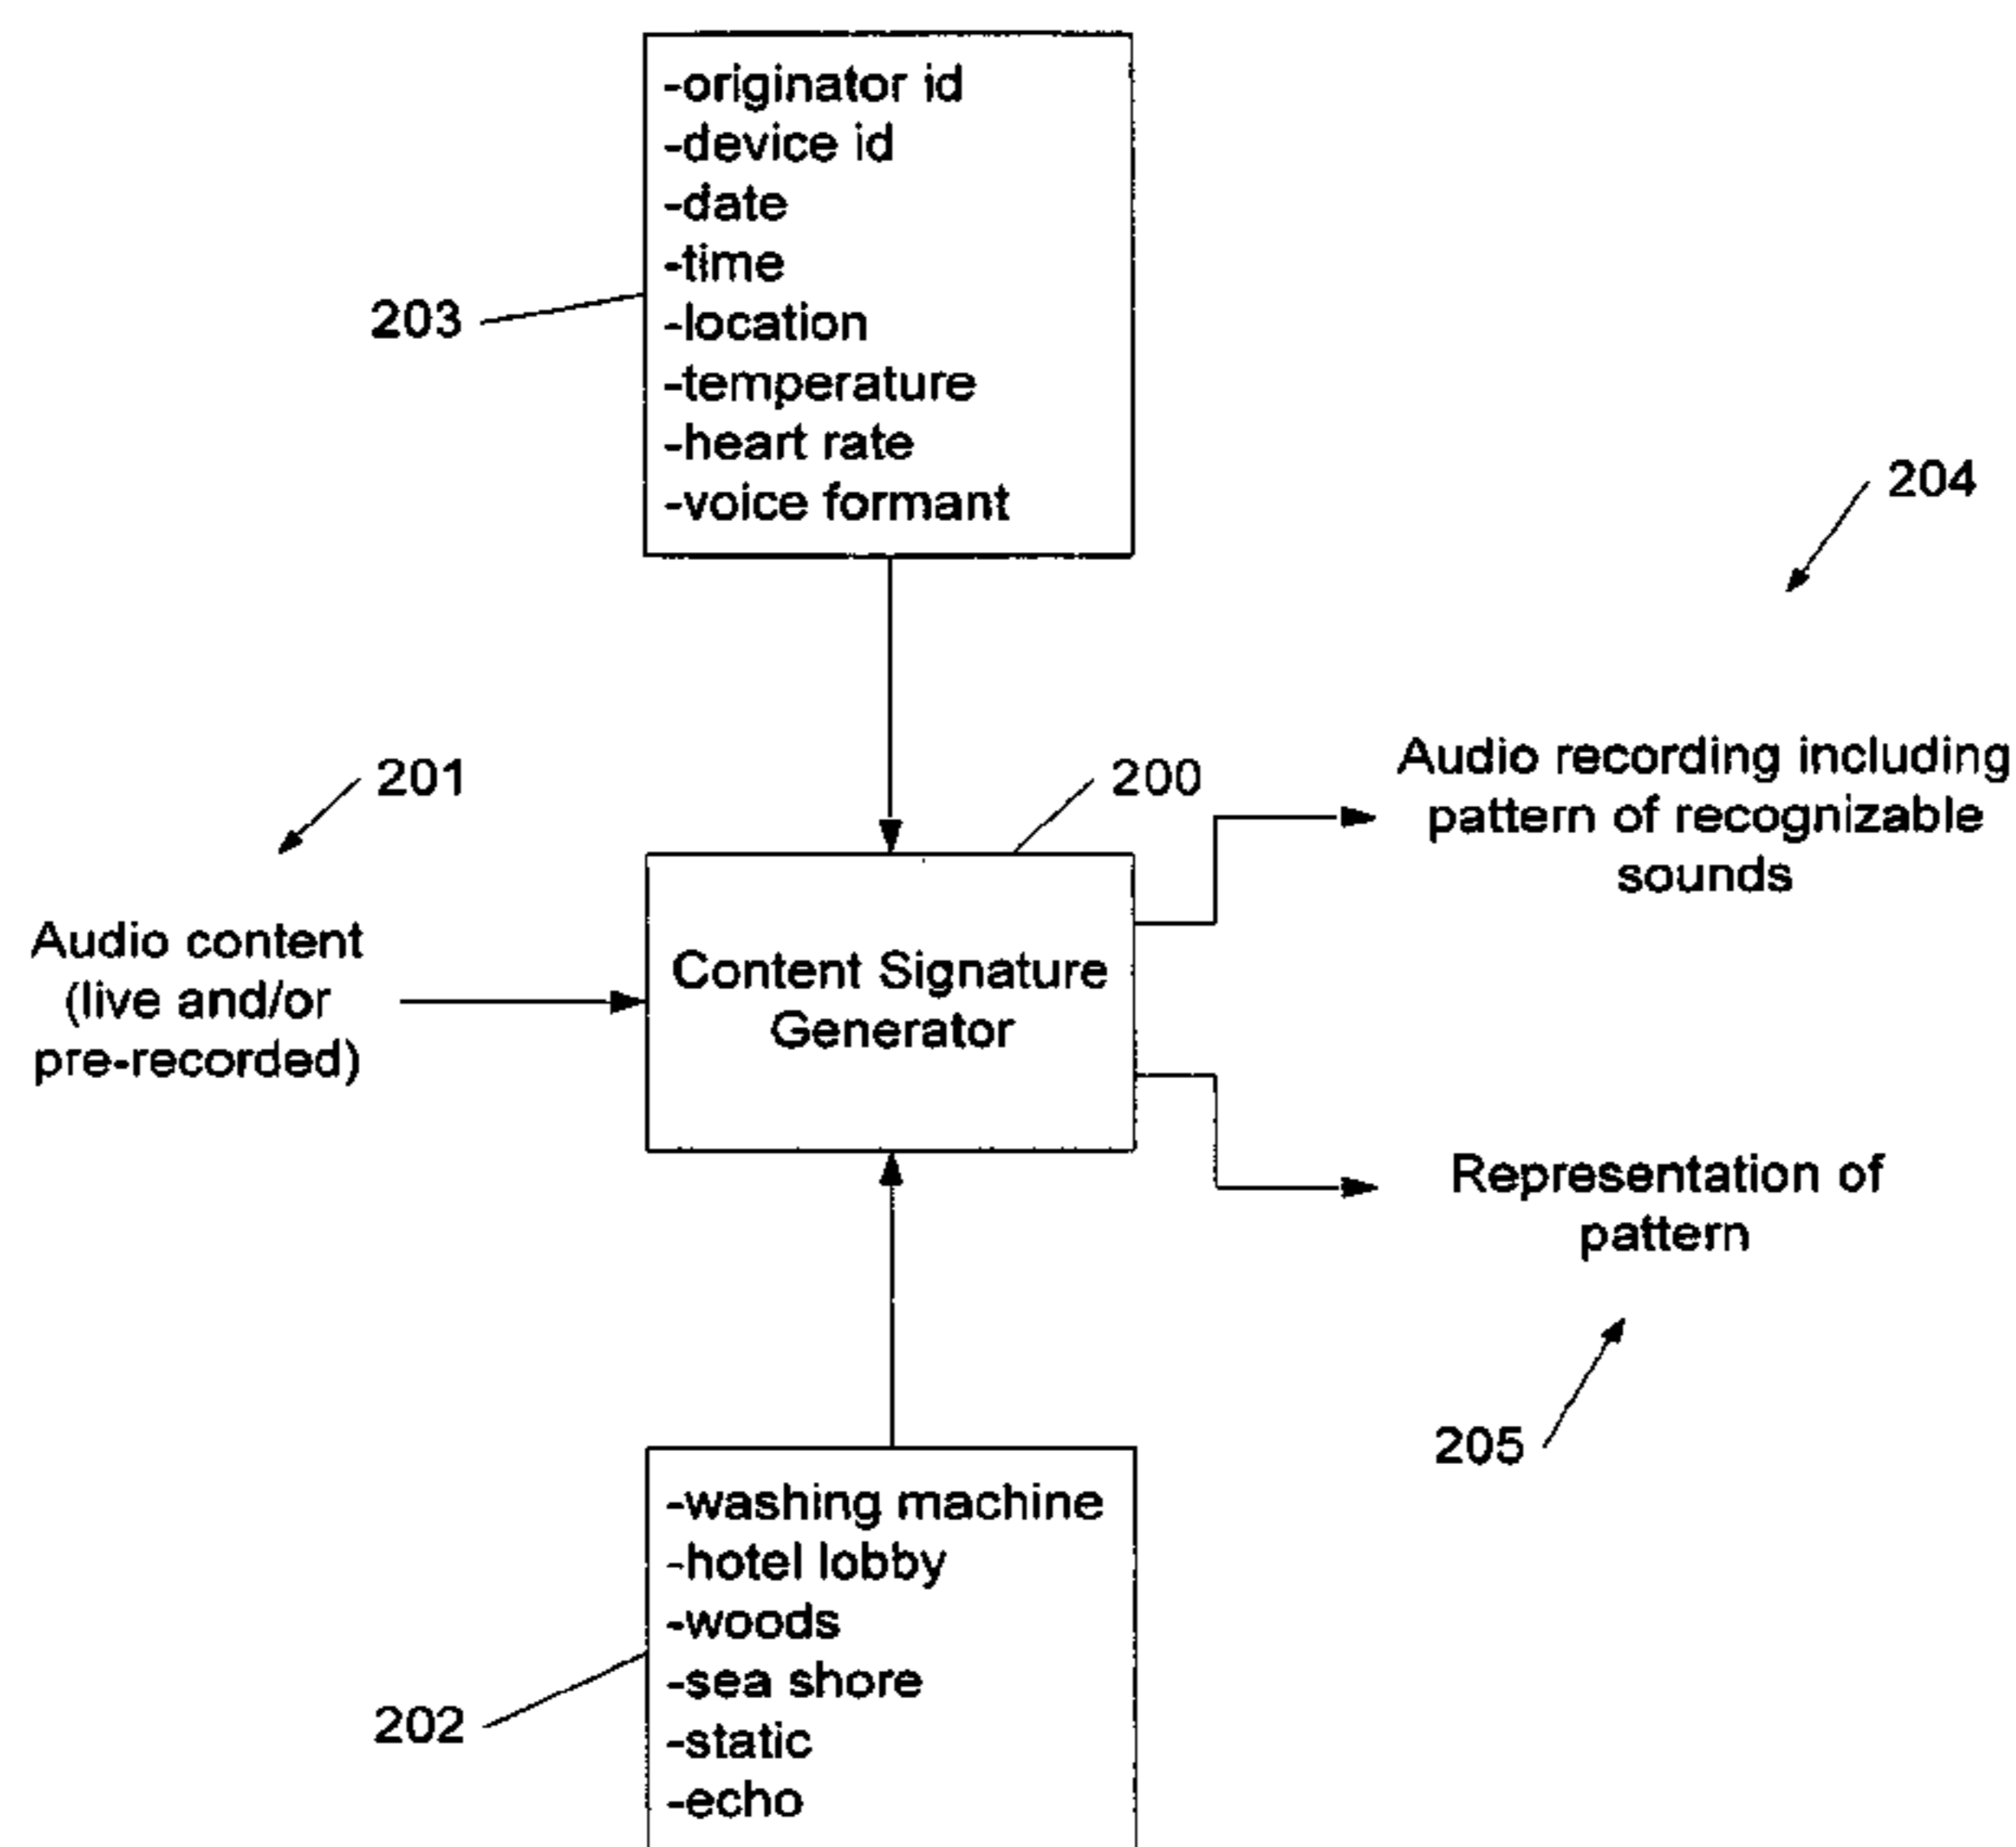 -originator id
-device id
-date
-time
-location
-temperature
-heart rate
-voice formant
203
204
201
200
Audio content
(live and/or
pre-recorded)
Content Signature
Generator
Audio recording including
pattern of recognizable
sounds
Representation of
pattern
205
-washing machine
-hotel lobby
-woods
-sea shore
-static
-echo
202